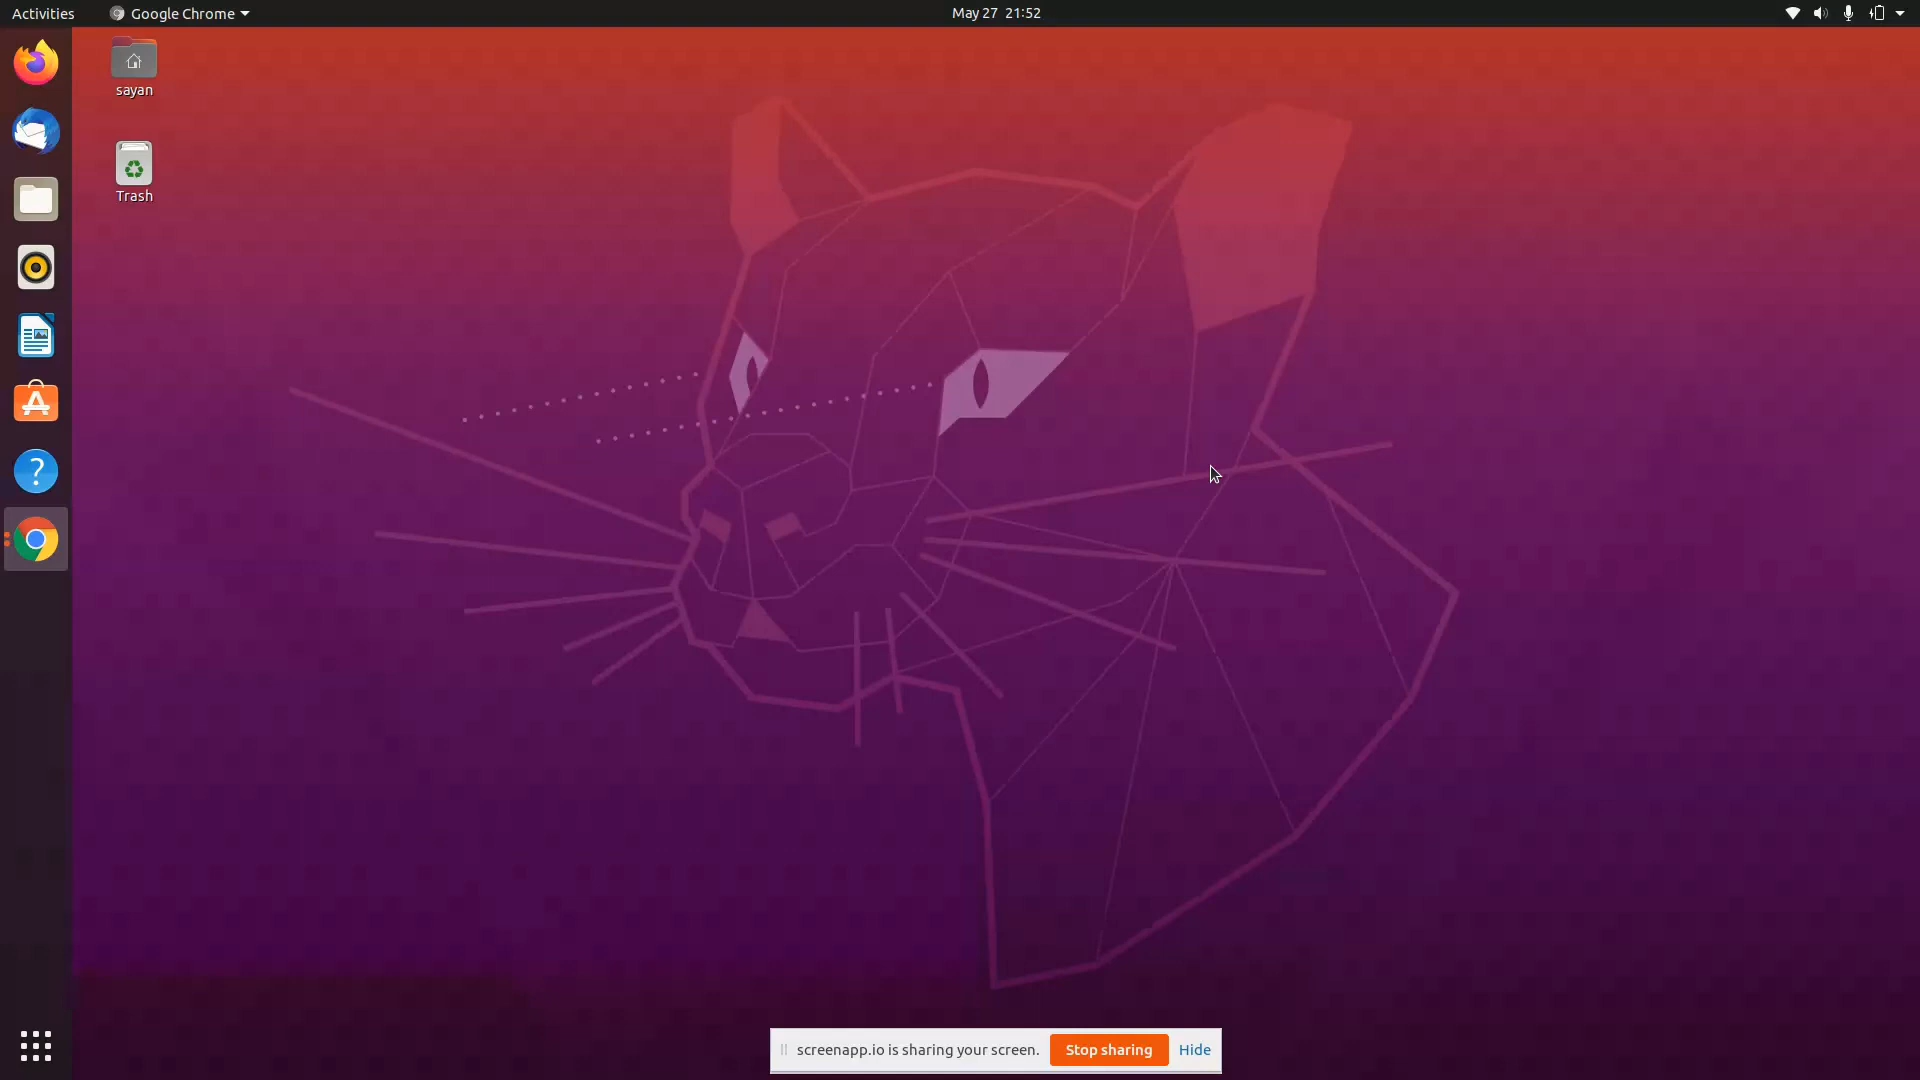 Activities
Google Chrome
May 27 21:52
sayan
Trash
screenapp.io is sharing your screen.
Stop sharing
Hide